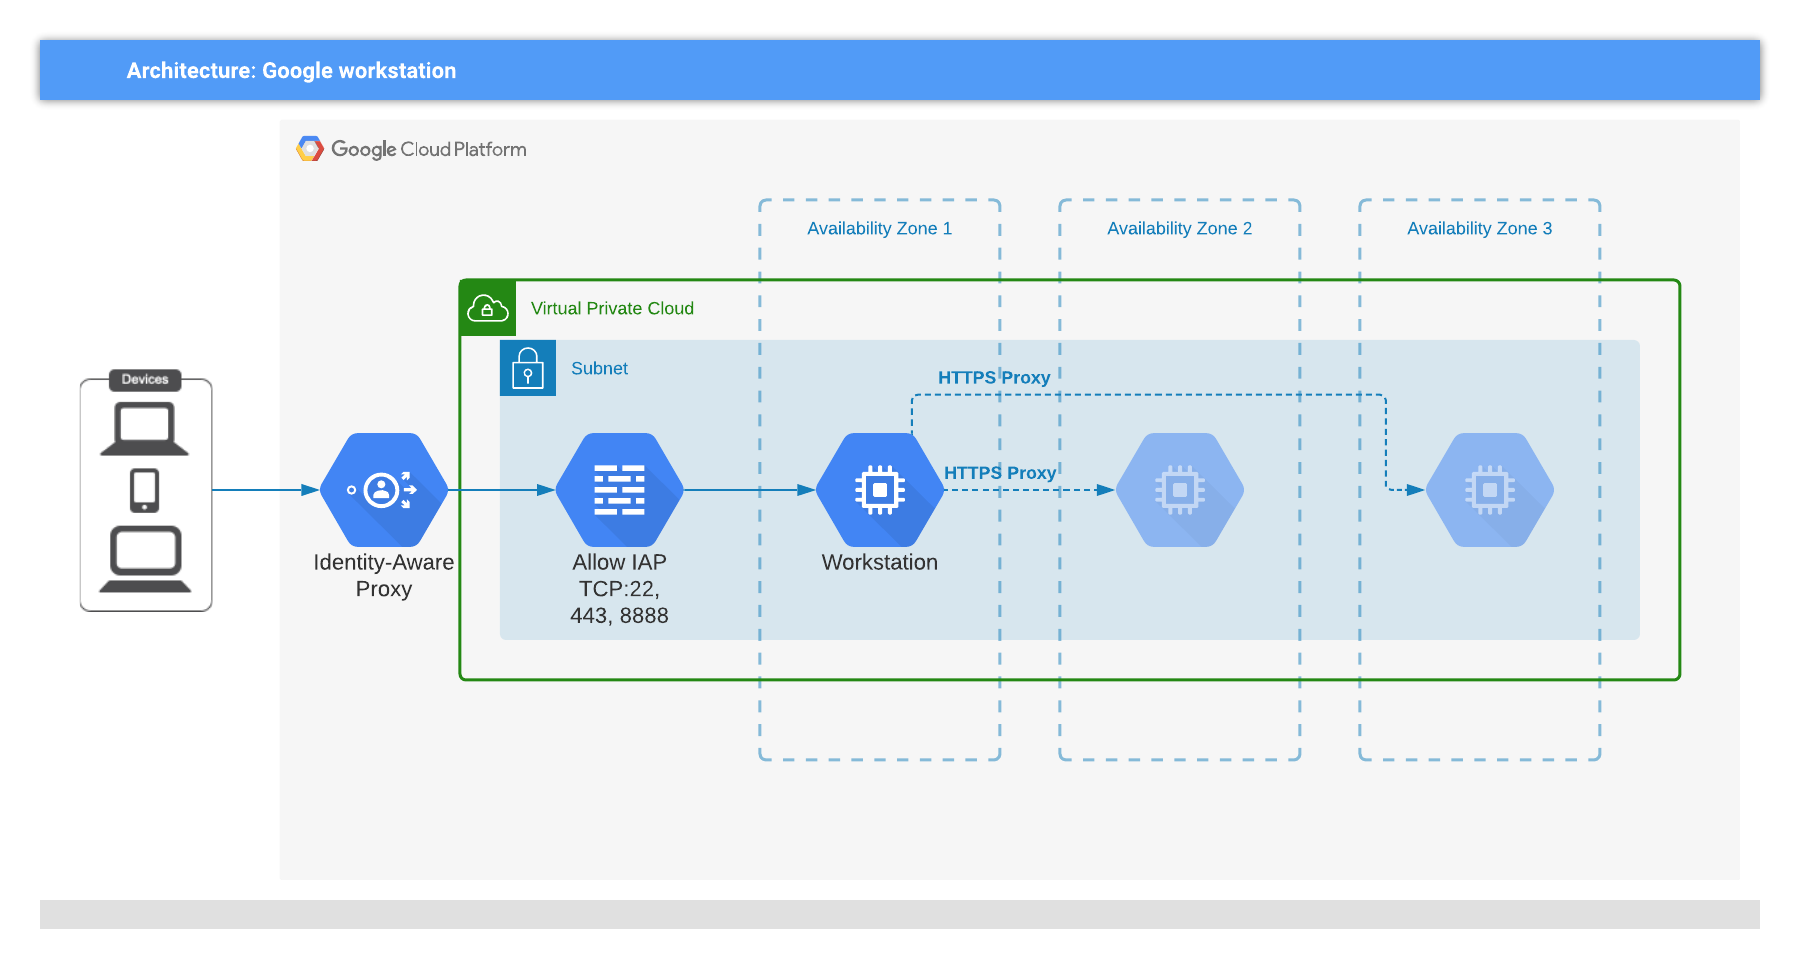 Architecture: Google workstation
Google Cloud Platform
Availability Zone 1
Availability Zone 2
Availability Zone 3
Virtual Private Cloud
Subnet
HTTPS Proxy
Devices
HTTPS Proxy
Identity-Aware
Proxy
Allow IAP
TCP:22,
443, 8888
Workstation